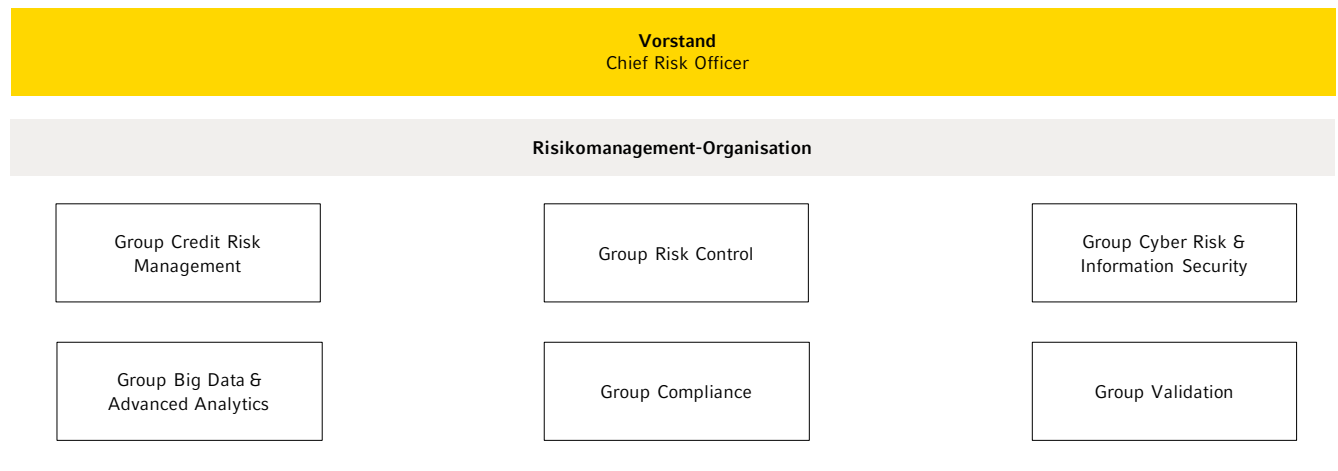 Vorstand
Chief Risk Officer
Risikomanagement-Organisation
Group Credit Risk
Management
Group Risk Control
Group Cyber Risk &
Information Security
Group Big Data &
Advanced Analytics
Group Compliance
Group Validation